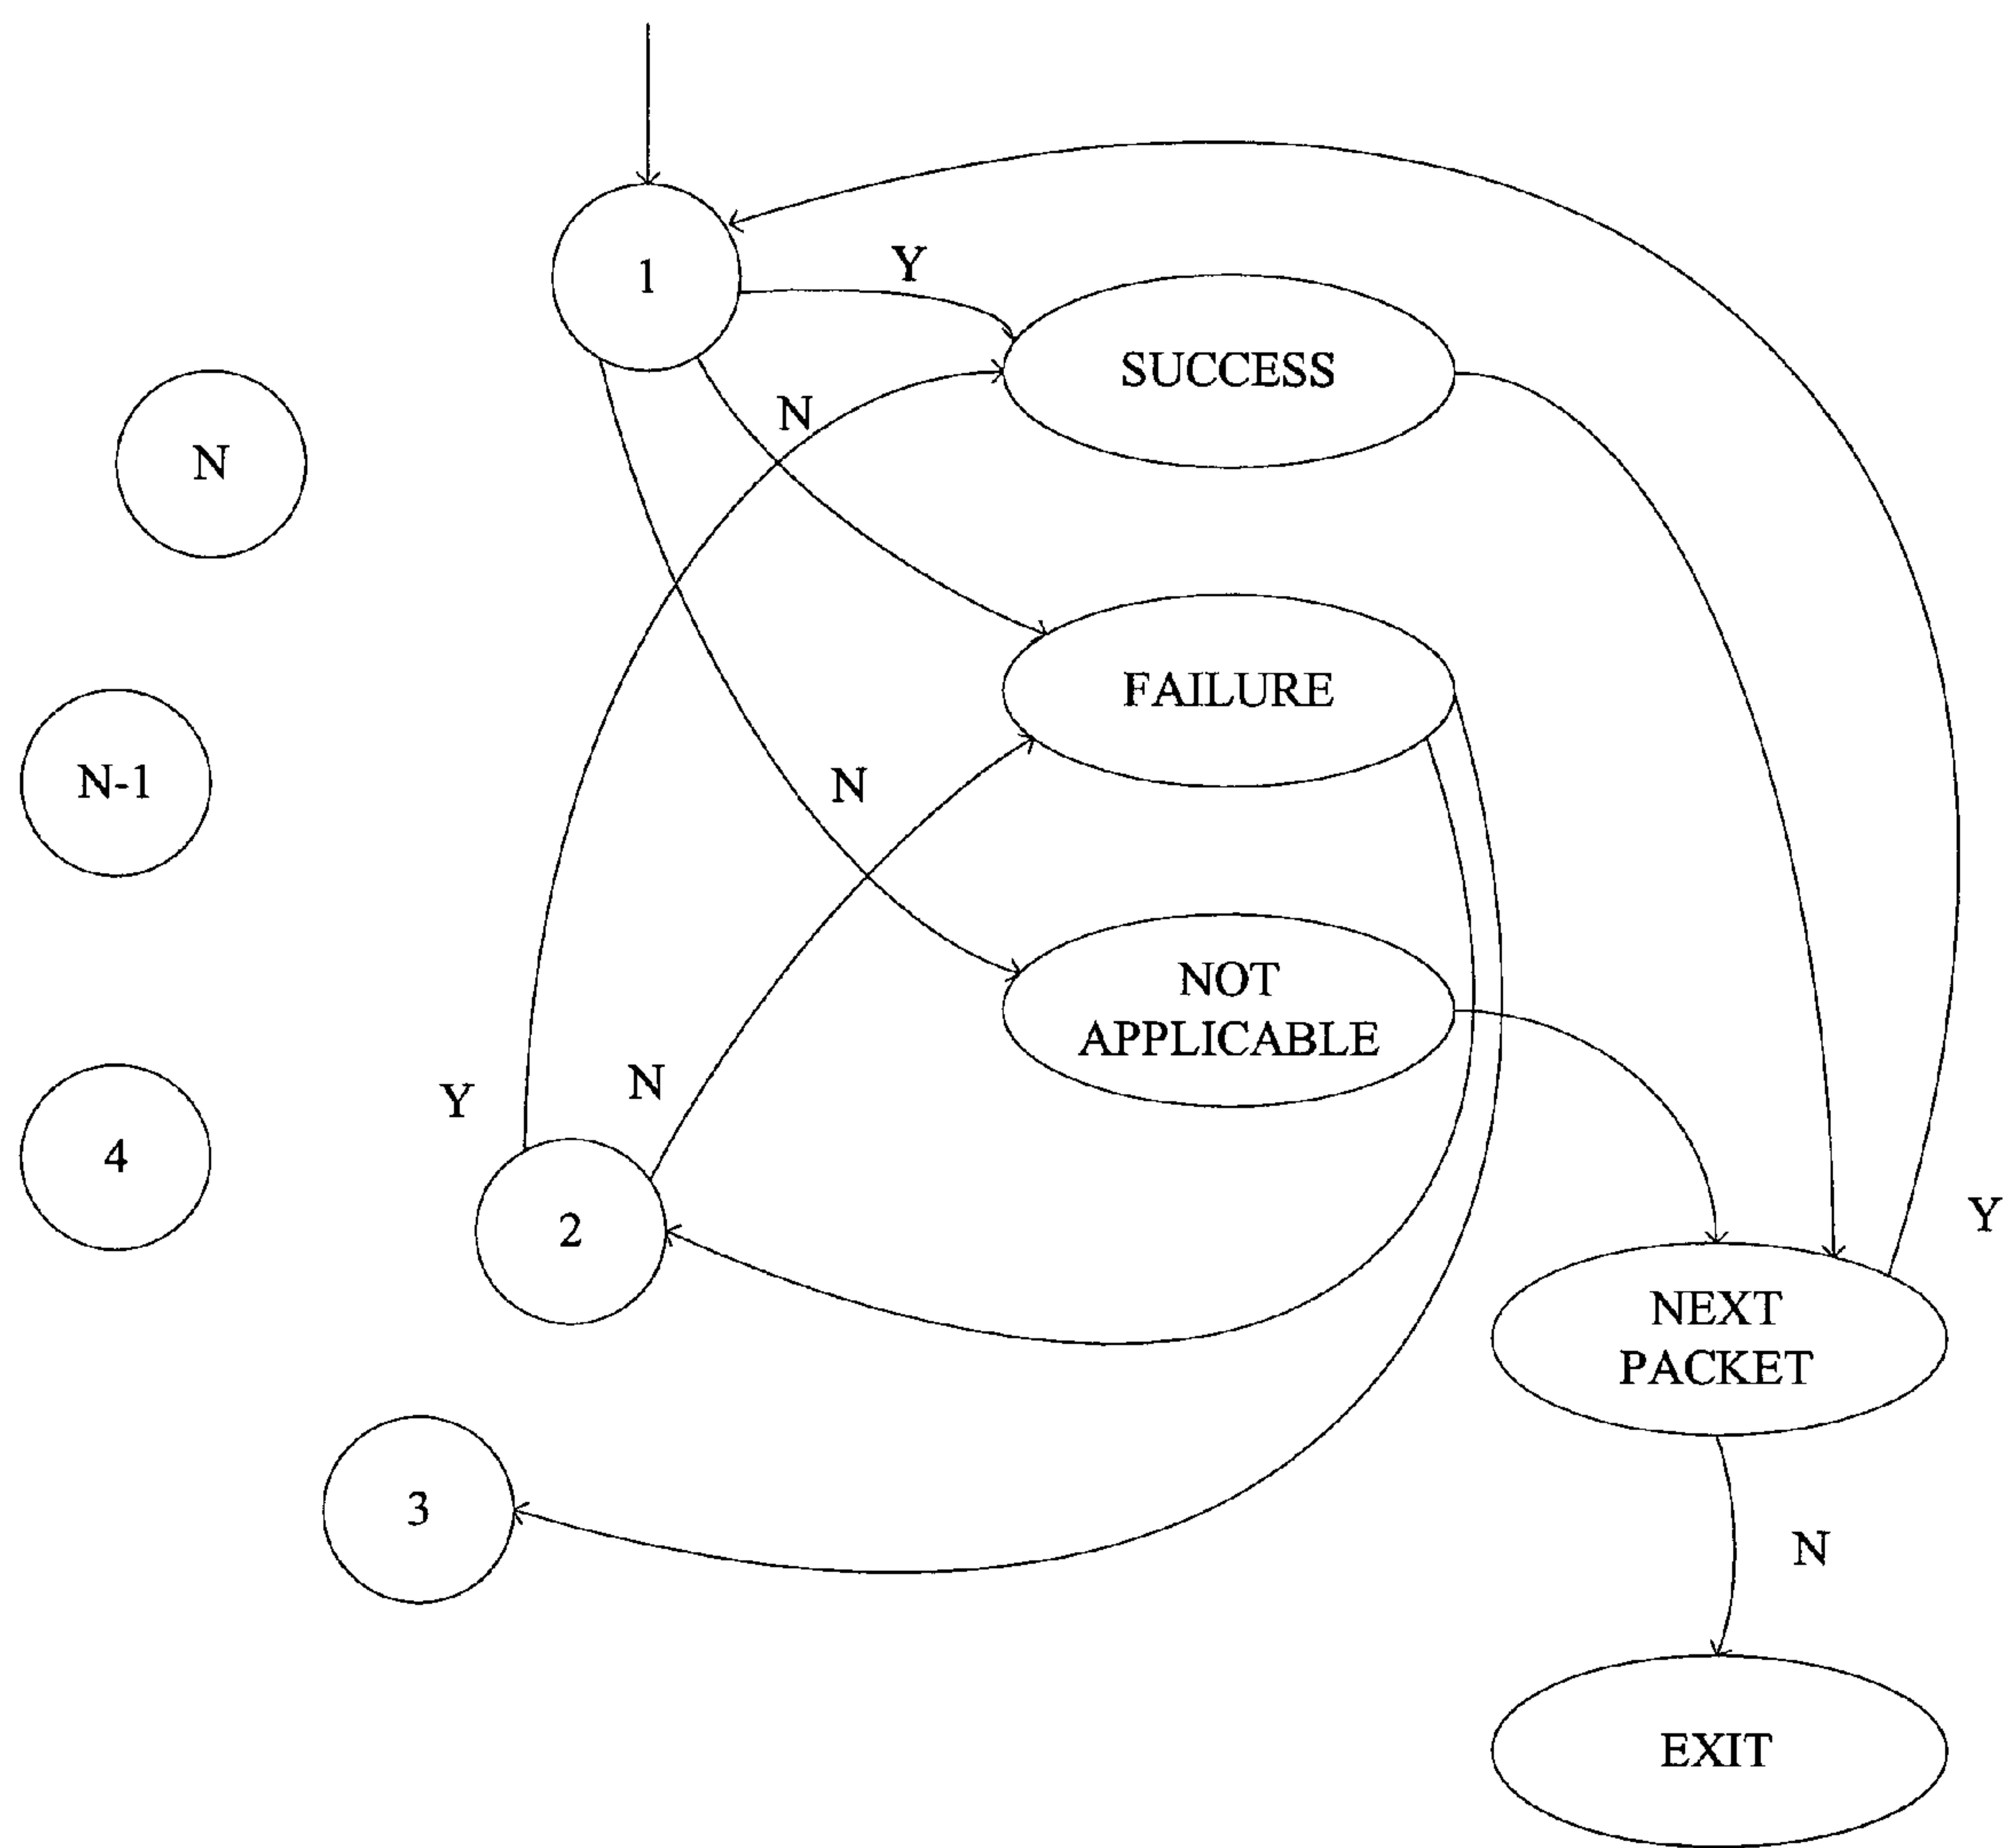 1
Y
SUCCESS
N
N
FAILURE
N-1
N
NOT
APPLICABLE
N
Y
4
2
Y
NEXT
PACKET
3
N
EXIT